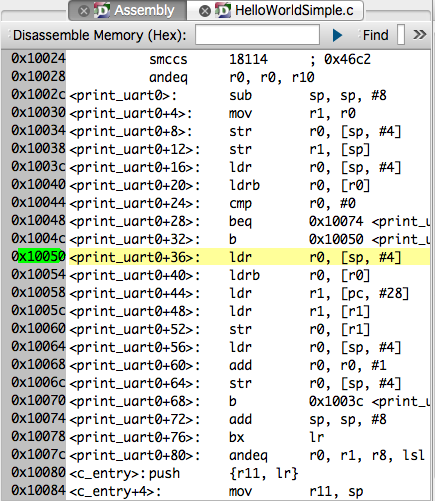 Assembly HelloWorldSimple.c
Disassemble Memory (Hex): Find
0x10024 smccs 18114 ; 0x46c2
0x10028 andeq r0, r0, r10
0x1002c <print_uart0>: sub sp, sp, #8
0x10030 <print_uart0+4>: mov r1, r0
0x10034 <print_uart0+8>: str r0, [sp, #4]
0x10038 <print_uart0+12>: str r1, [sp]
0x1003c <print_uart0+16>: ldr r0, [sp, #4]
0x10040 <print_uart0+20>: ldrb r0, [r0]
0x10044 <print_uart0+24>: cmp r0, #0
0x10048 <print_uart0+28>: beq 0x10074 <print_u
0x1004c <print_uart0+32>: b 0x10050 <print_u
0x10050 <print_uart0+36>: ldr r0, [sp, #4]
0x10054 <print_uart0+40>: ldrb r0, [r0]
0x10058 <print_uart0+44>: ldr r1, [pc, #28]
0x1005c <print_uart0+48>: ldr r1, [r1]
0x10060 <print_uart0+52>: str r0, [r1]
0x10064 <print_uart0+56>: ldr r0, [sp, #4]
0x10068 <print_uart0+60>: add r0, r0, #1
0x1006c <print_uart0+64>: str r0, [sp, #4]
0x10070 <print_uart0+68>: b 0x1003c <print_u
0x10074 <print_uart0+72>: add sp, sp, #8
0x10078 <print_uart0+76>: bx lr
0x1007c <print_uart0+80>: andeq r0, r1, r8, lsl
0x10080 <c_entry>: push {r11, lr}
0x10084 <c_entry+4>: mov r11, sp